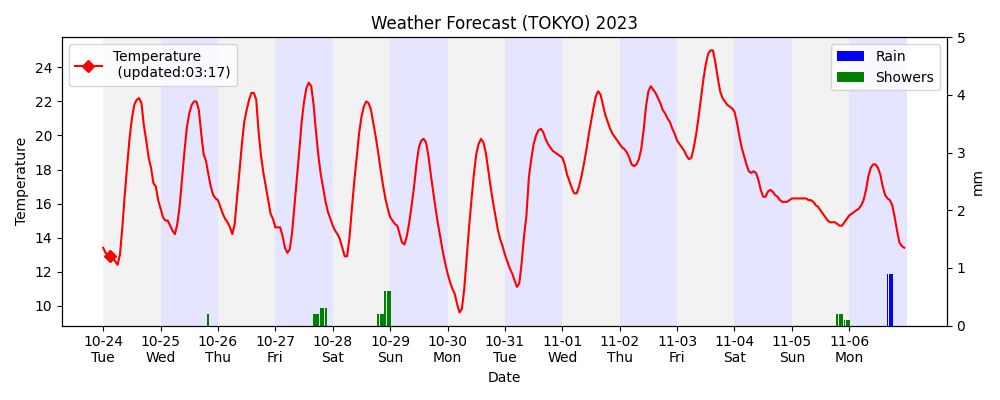 Weather Forecast (TOKYO) 2023
Temperature
(updated:03:17)
Rain
Showers
Temperature
24
22
20
18
16
14
12
10
5
4
3
2
1
0
mm
10-24 10-25 10-26 10-27 10-28 10-29 10-30 10-31 11-01 11-02 11-03 11-04 11-05 11-06
Tue Wed Thu Fri Sat Sun Mon Tue Wed Thu Fri Sat Sun Mon
Date